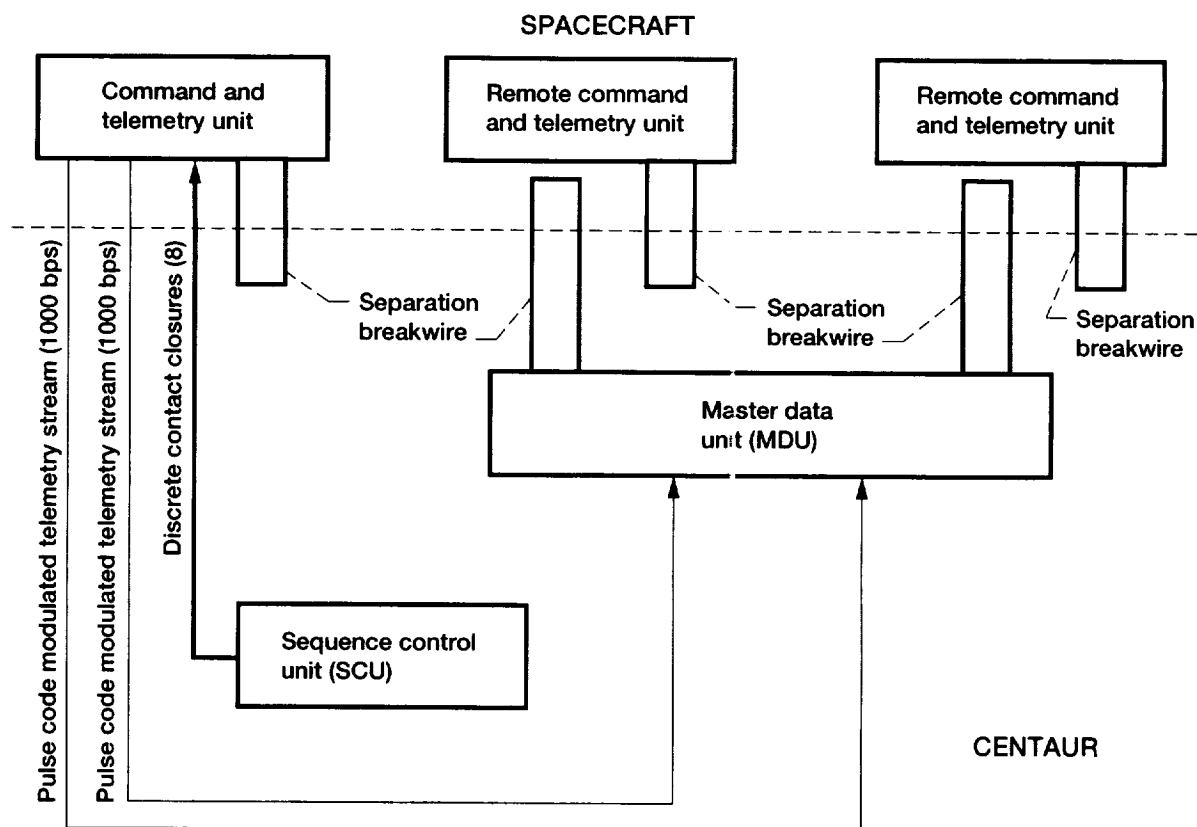 SPACECRAFT
Command and
telemetry unit
Remote command
and telemetry unit
Remote command
and telemetry unit
Pulse code modulated telemetry stream (1000 bps)
Pulse code modulated telemetry stream (1000 bps)
Discrete contact closures (8)
Separation
breakwire
Separation
breakwire
Separation
breakwire
Master data
unit (MDU)
Sequence control
unit (SCU)
CENTAUR